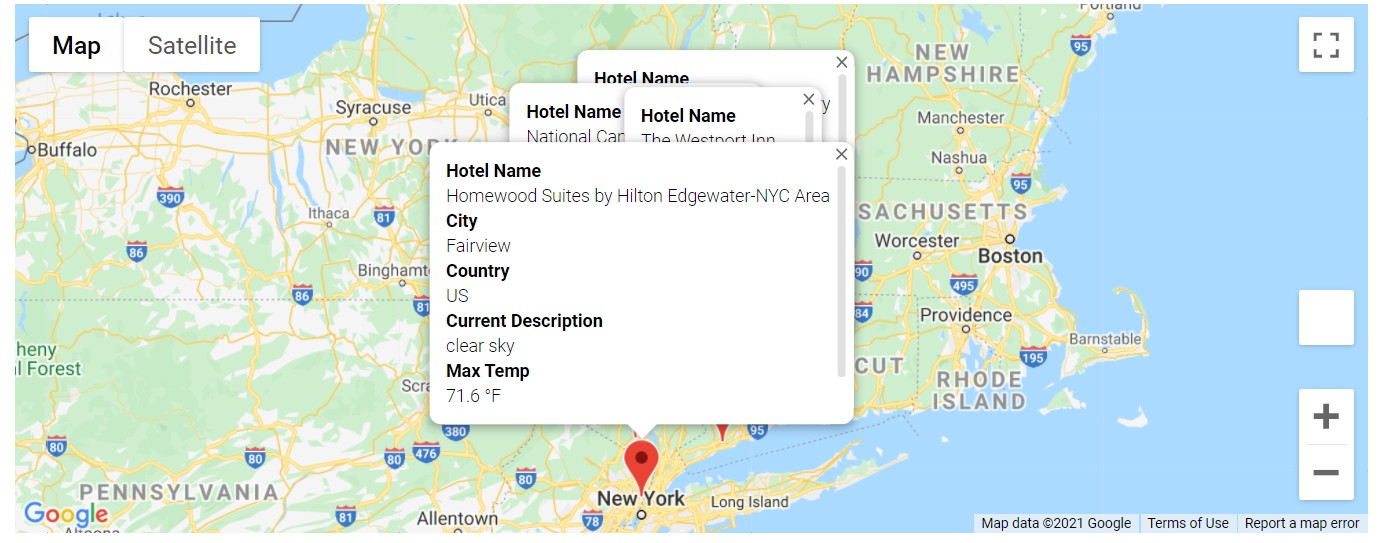 Map
Satellite
Portland
95
NEW
HAMPSHIRE
Rochester
Syracuse
Utica
Hotel Name
Hotel Name
National
Hotel Name
The Westport Inn
Manchester
Buffalo
NEW YORK
Nashua
390
95
Ithaca
81
SACHUSETTS
Hotel Name
Homewood Suites by Hilton Edgewater-NYC Area
City
Fairview
Country
US
Current Description
clear sky
Max Temp
71.6 °F
86
Worcester
Boston
Binghamt
90
495
86
81
84
Providence
Barnstable
heny
l Forest
195
Scra
CUT
RHODE
ISLAND
80
380
95
80
80
476
80
PENNSYLVANIA
New York
Long Island
Google
81
Allentown
78
Altoona
Map data ©2021 Google
Terms of Use
Report a map error